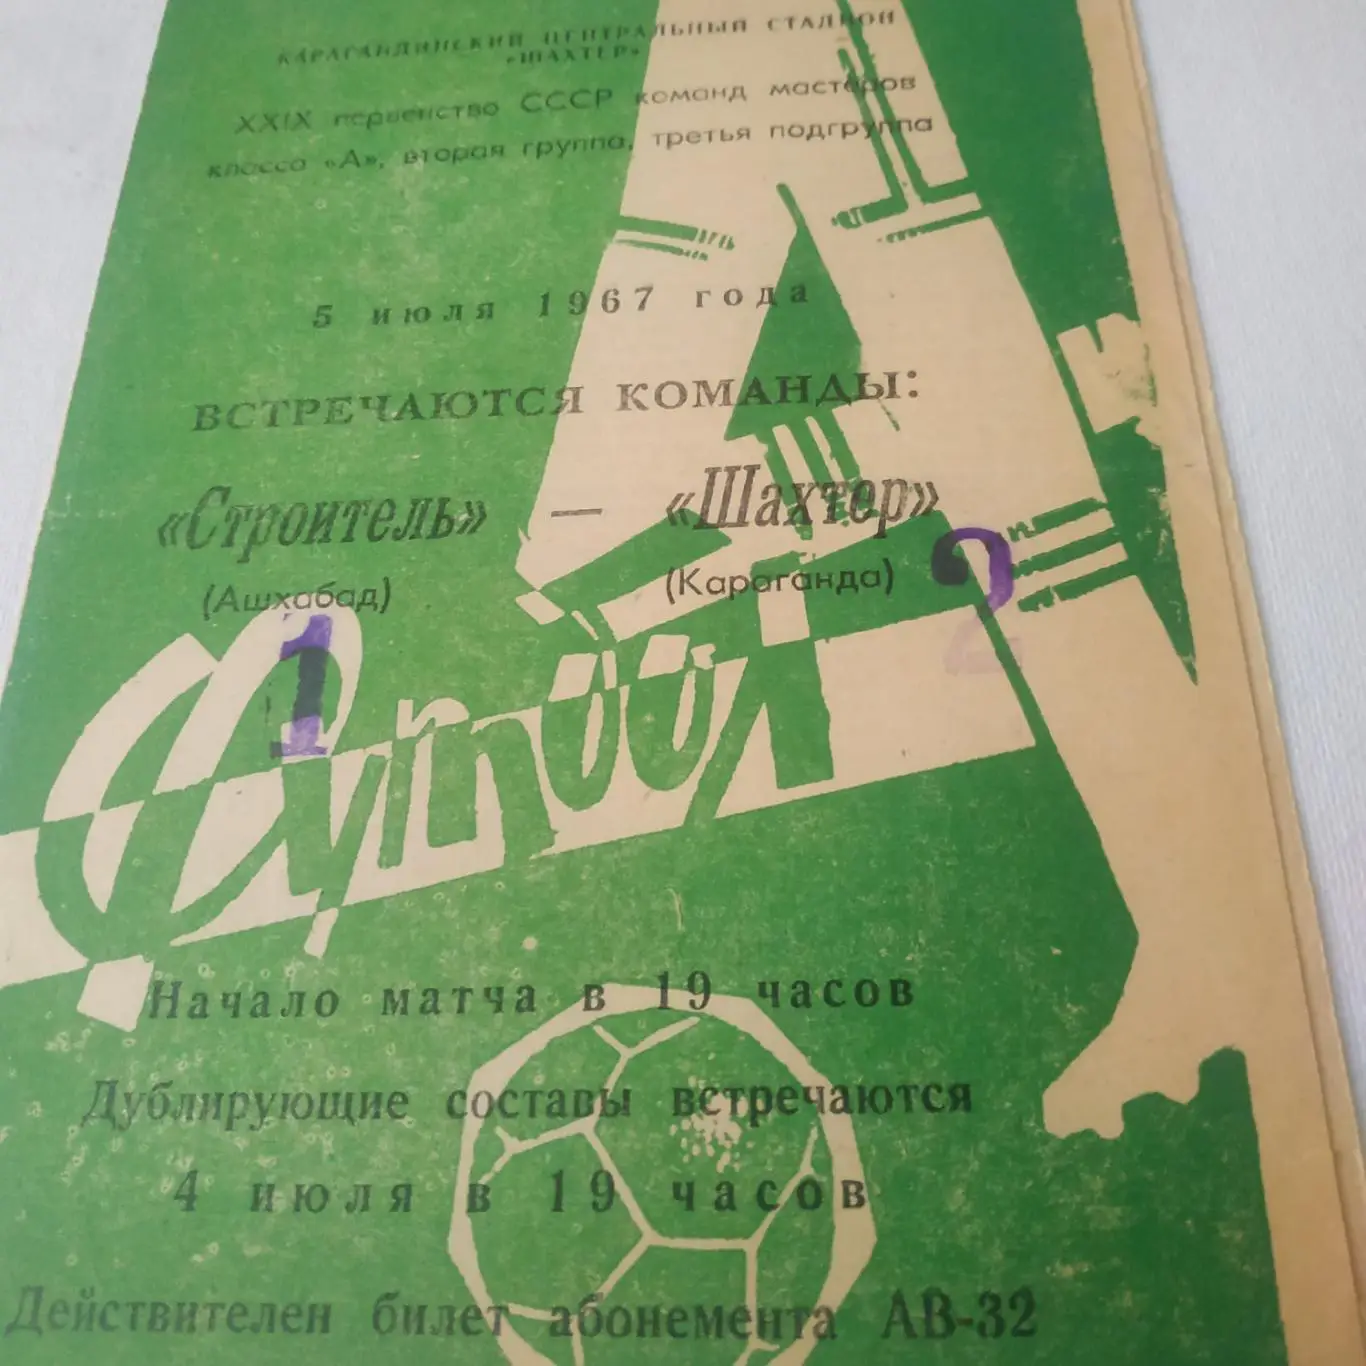 КАРАГАНДИНСКИЙ ЦЕНТРАЛЬНЫЙ СТАДИОН
«ШАХТЕР»
XXIX первенство СССР команд мастеров
класса «А», вторая группа, третья подгруппа
5 июля 1967 года
ВСТРЕЧАЮТСЯ КОМАНДЫ:
«Строитель» — «Шахтер»
(Ашхабад) (Караганда)
1 2
Футбол
Начало матча в 19 часов
Дублирующие составы встречаются
4 июля в 19 часов
Действителен билет абонемента АВ-32